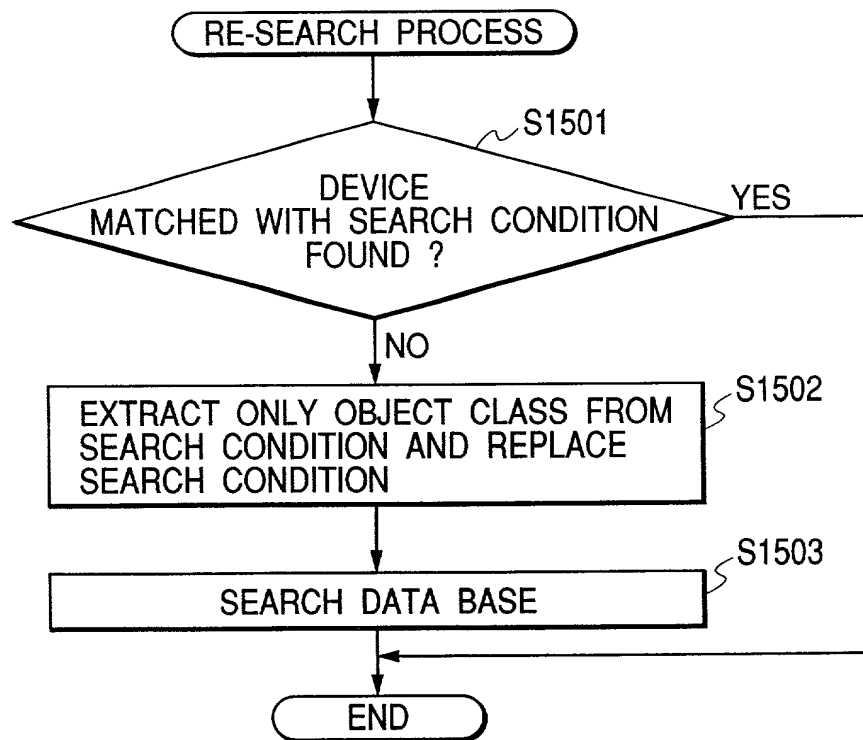 RE-SEARCH PROCESS
S1501
DEVICE
MATCHED WITH SEARCH CONDITION
FOUND ?
YES
NO
S1502
EXTRACT ONLY OBJECT CLASS FROM
SEARCH CONDITION AND REPLACE
SEARCH CONDITION
S1503
SEARCH DATA BASE
END